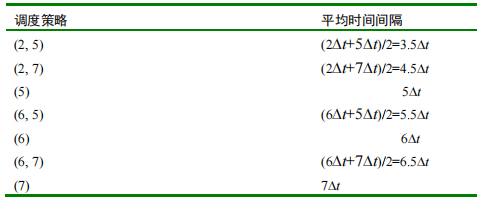 调度策略 平均时间间隔
(2, 5) (2Δt+5Δt)/2=3.5Δt
(2, 7) (2Δt+7Δt)/2=4.5Δt
(5) 5Δt
(6, 5) (6Δt+5Δt)/2=5.5Δt
(6) 6Δt
(6, 7) (6Δt+7Δt)/2=6.5Δt
(7) 7Δt